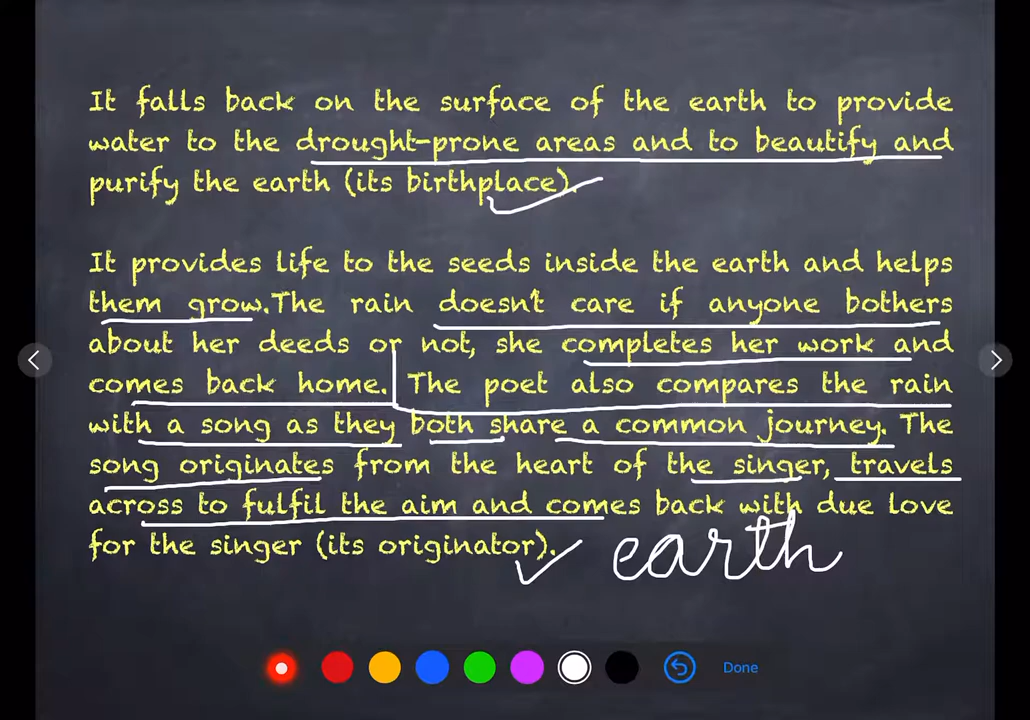 It falls back on the surface of the earth to provide
water to the drought-prone areas and to beautify and
purify the earth (its birthplace).
It provides life to the seeds inside the earth and helps
them grow.The rain doesn't care if anyone bothers
about her deeds or not, she completes her work and
comes back home. The poet also compares the rain
with a song as they both share a common journey. The
song originates from the heart of the singer, travels
across to fulfil the aim and comes back with due love
for the singer (its originator).
earth
Done